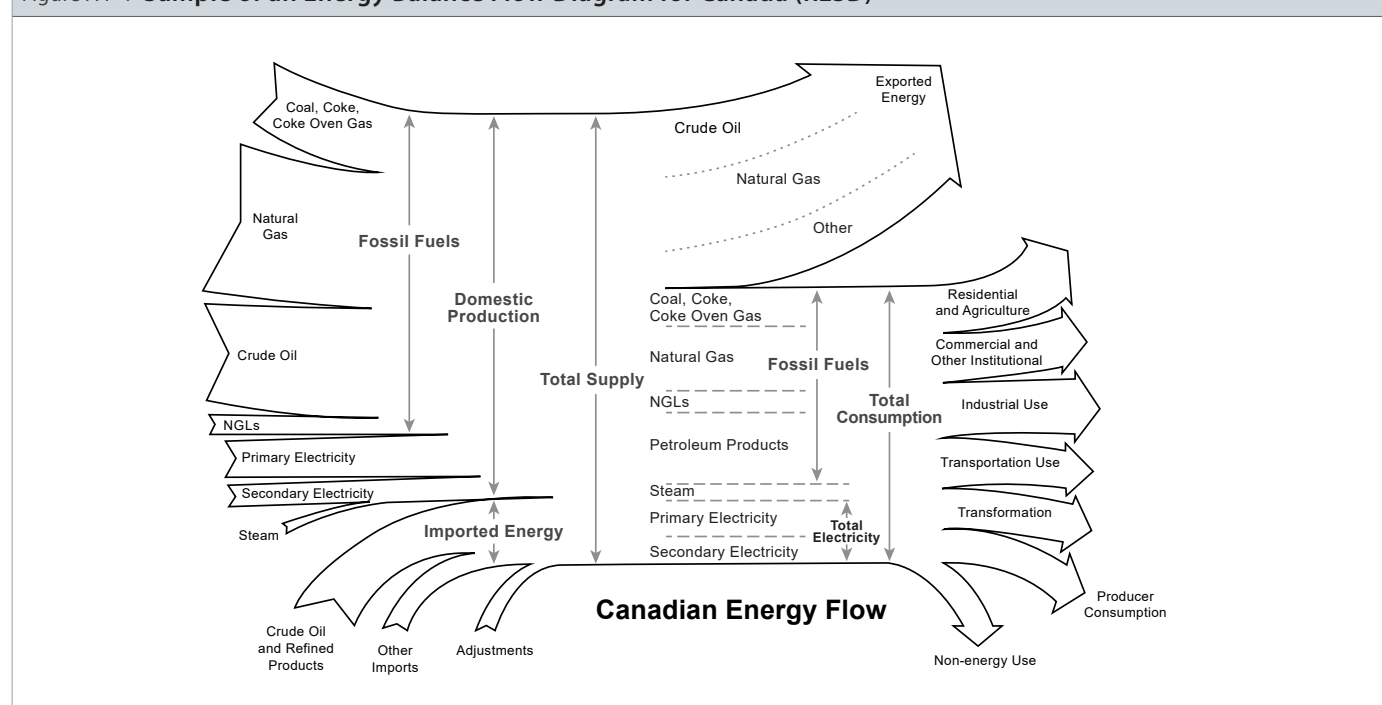 Exported
Energy
Coal, Coke,
Coke Oven Gas
Crude Oil
Natural Gas
Natural
Gas
Other
Fossil Fuels
Domestic
Production
Residential
and Agriculture
Coal, Coke,
Coke Oven Gas
Commercial and
Other Institutional
Crude Oil
Natural Gas
Fossil Fuels
Total Supply
Total
Consumption
NGLs
Industrial Use
NGLs
Petroleum Products
Primary Electricity
Transportation Use
Secondary Electricity
Steam
Transformation
Primary Electricity
Steam
Imported Energy
Total
Electricity
Secondary Electricity
Canadian Energy Flow
Producer
Consumption
Crude Oil
and Refined
Products
Other
Imports
Adjustments
Non-energy Use